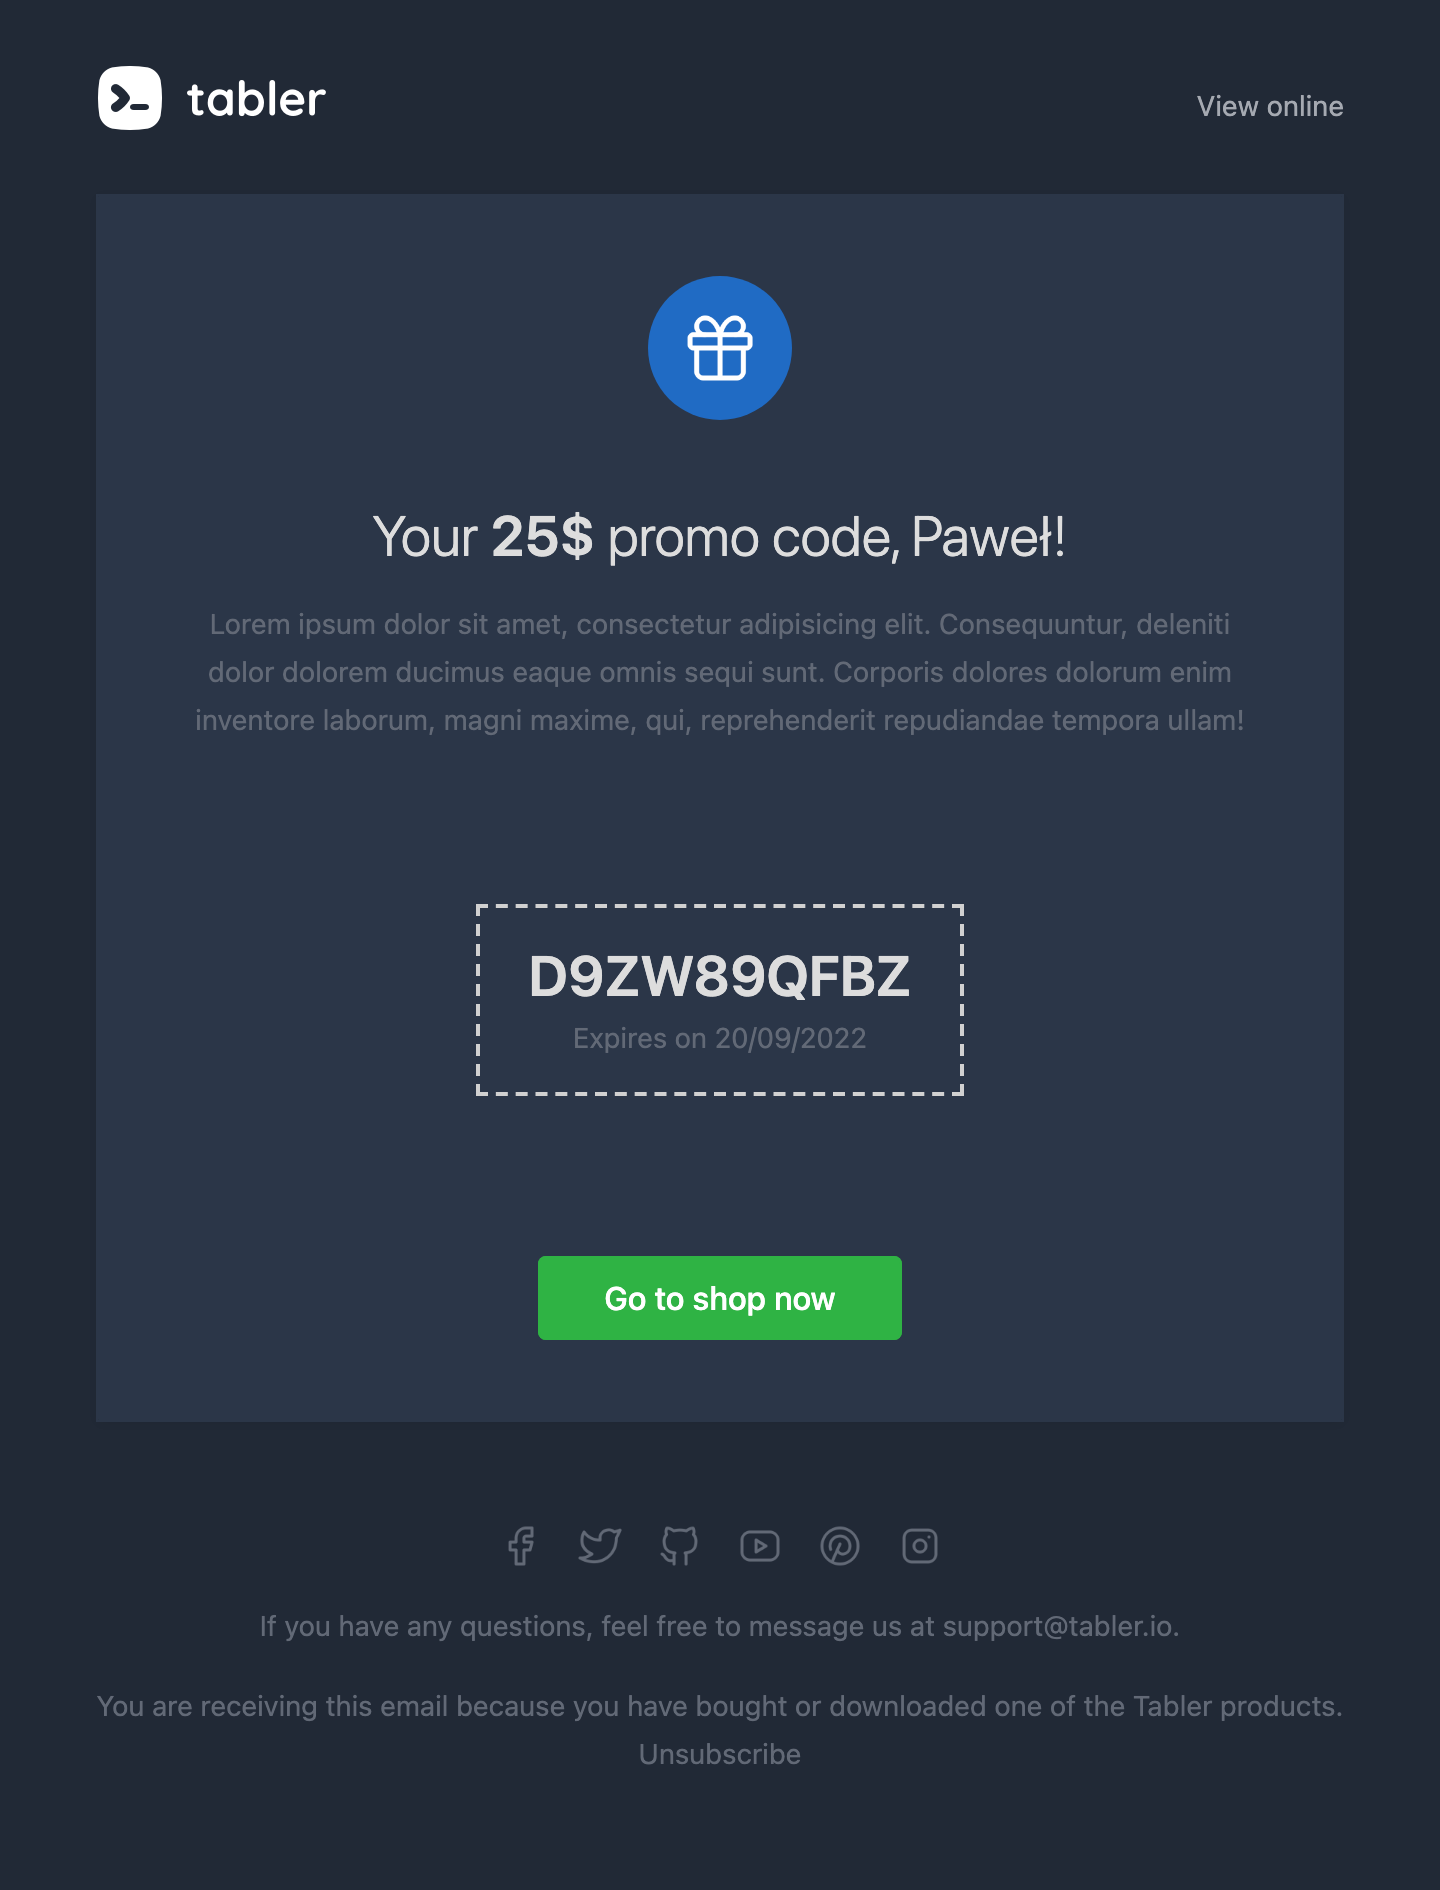 tabler
View online
Your 25$ promo code, Paweł!
Lorem ipsum dolor sit amet, consectetur adipisicing elit. Consequuntur, deleniti
dolor dolorem ducimus eaque omnis sequi sunt. Corporis dolores dolorum enim
inventore laborum, magni maxime, qui, reprehenderit repudiandae tempora ullam!
D9ZW89QFBZ
Expires on 20/09/2022
Go to shop now
If you have any questions, feel free to message us at support@tabler.io.
You are receiving this email because you have bought or downloaded one of the Tabler products.
Unsubscribe